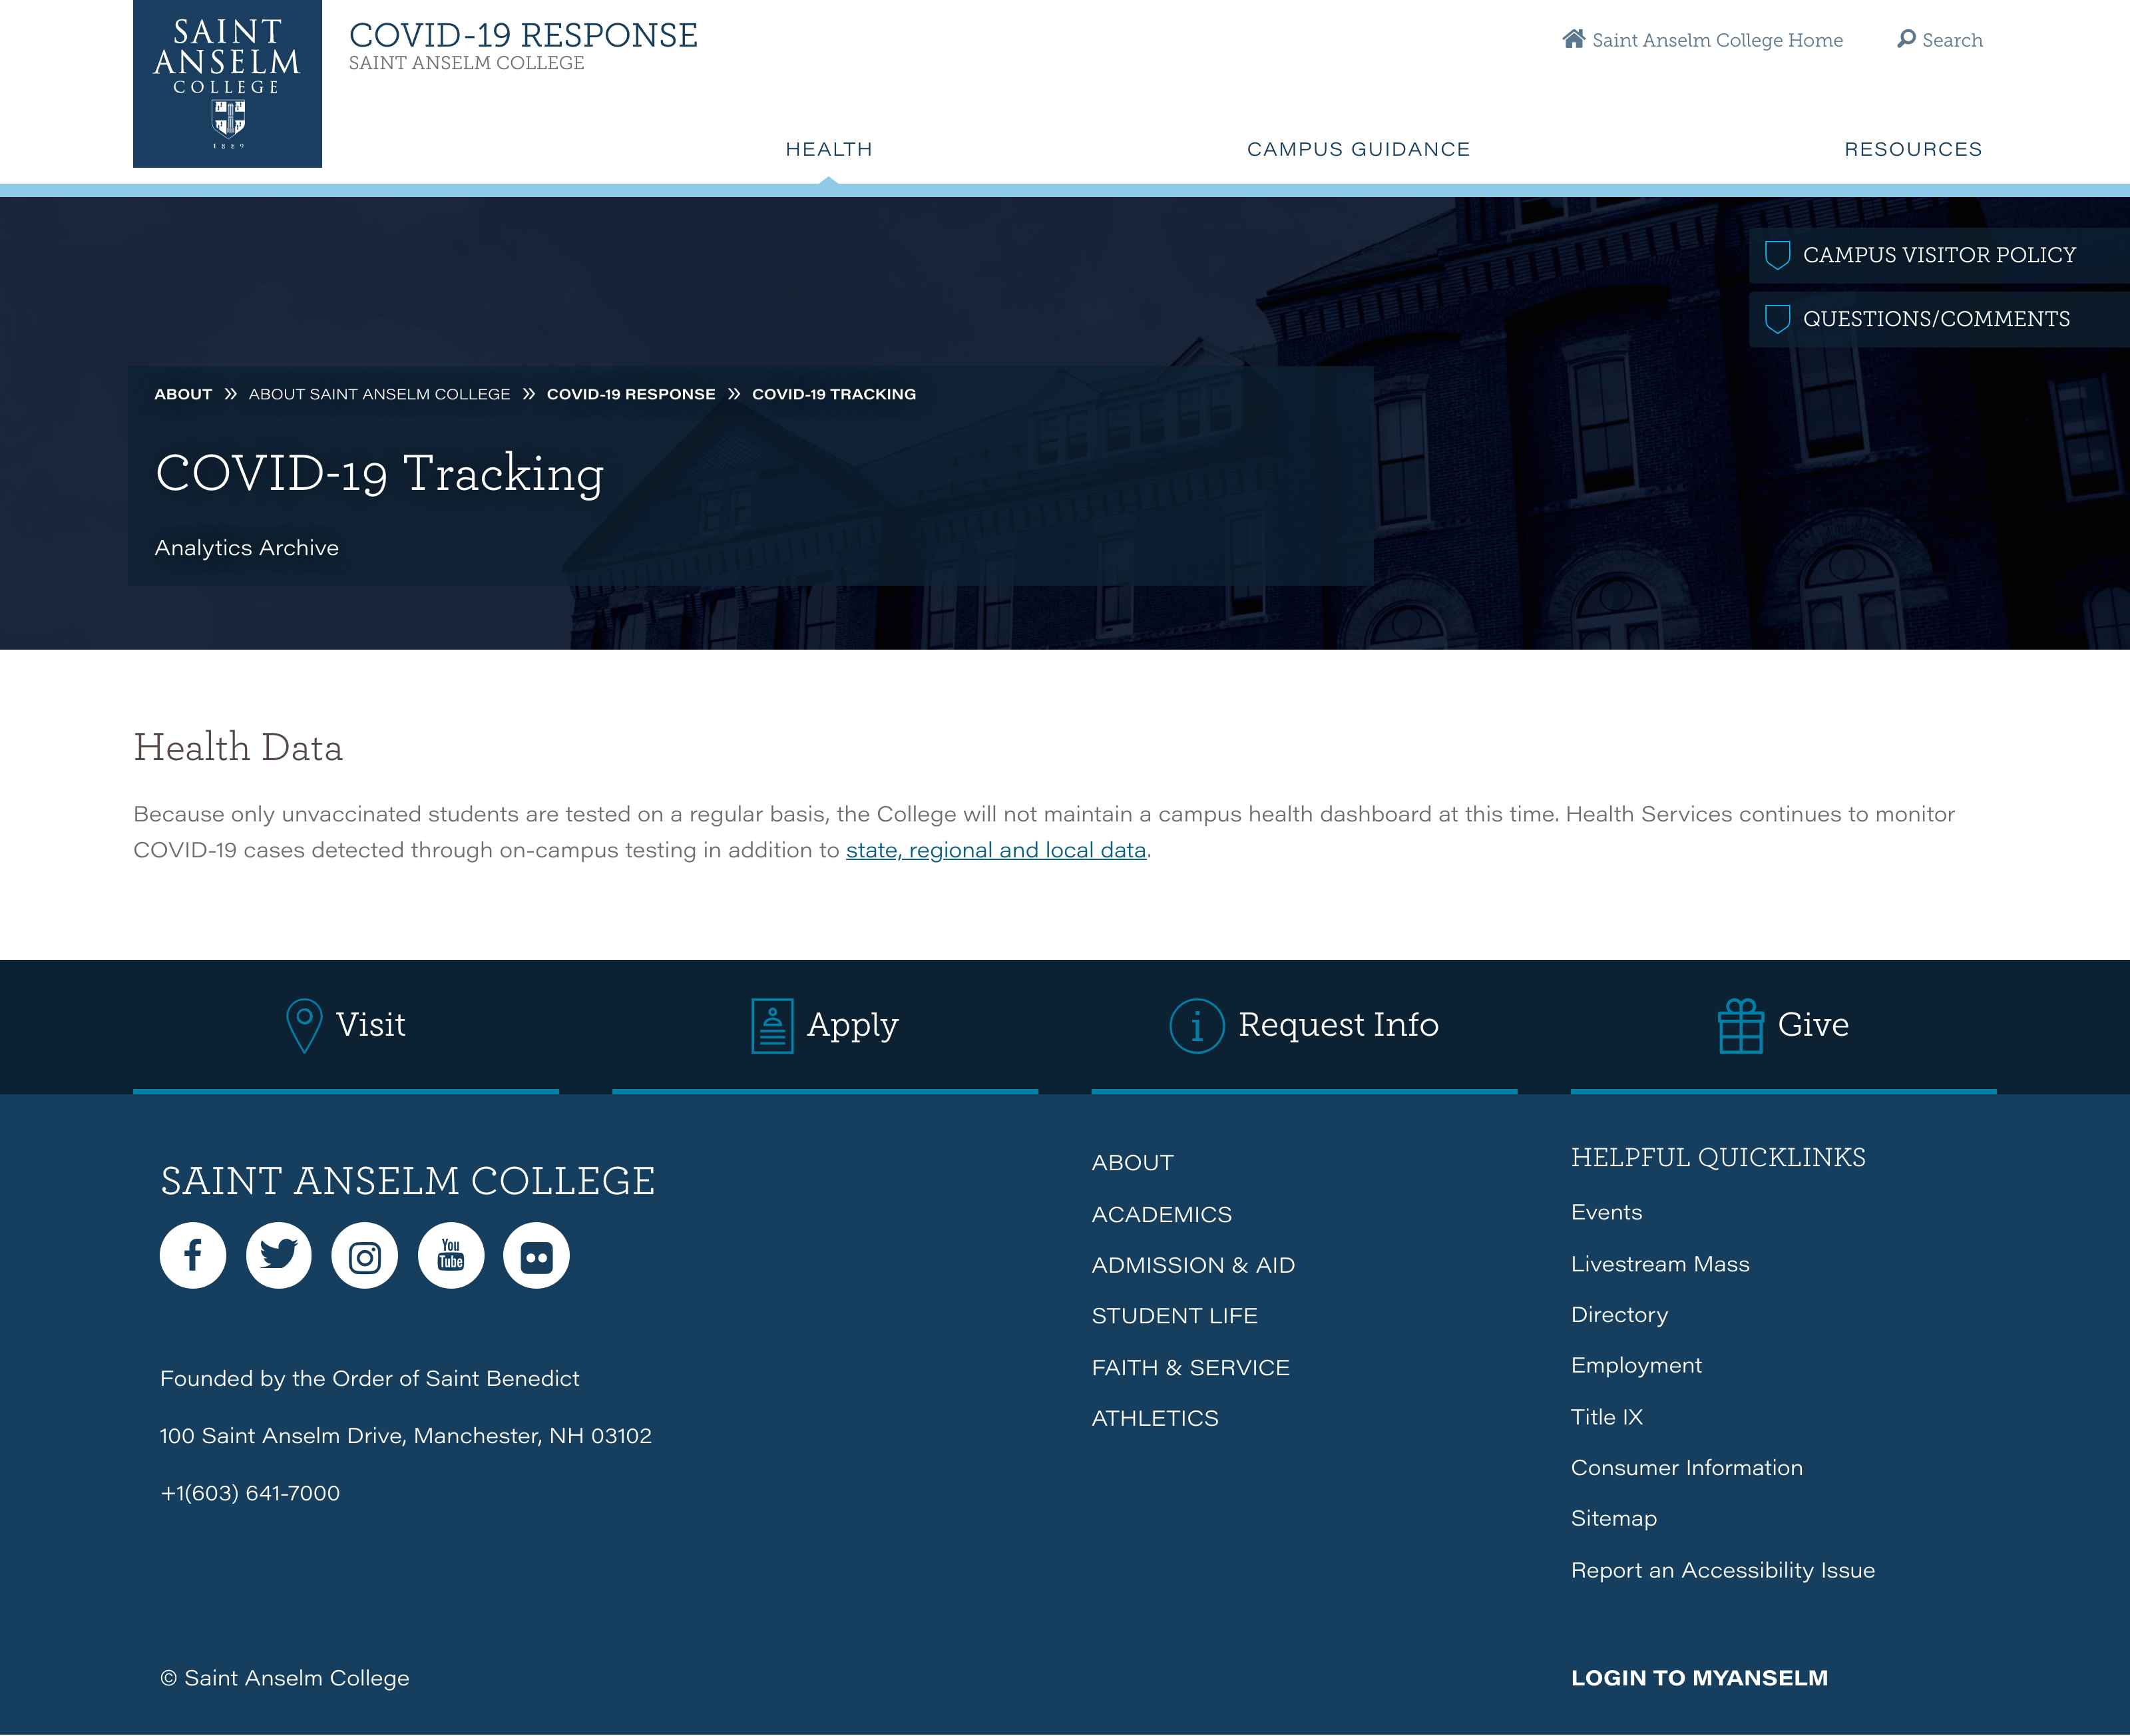 SAINT
ANSELM
COLLEGE
1889
COVID-19 RESPONSE
SAINT ANSELM COLLEGE
Saint Anselm College Home
Search
HEALTH
CAMPUS GUIDANCE
RESOURCES
CAMPUS VISITOR POLICY
QUESTIONS/COMMENTS
ABOUT » ABOUT SAINT ANSELM COLLEGE » COVID-19 RESPONSE » COVID-19 TRACKING
COVID-19 Tracking
Analytics Archive
Health Data
Because only unvaccinated students are tested on a regular basis, the College will not maintain a campus health dashboard at this time. Health Services continues to monitor
COVID-19 cases detected through on-campus testing in addition to state, regional and local data.
Visit
Apply
Request Info
Give
SAINT ANSELM COLLEGE
You
Tube
Founded by the Order of Saint Benedict
100 Saint Anselm Drive, Manchester, NH 03102
+1(603) 641-7000
© Saint Anselm College
ABOUT
ACADEMICS
ADMISSION & AID
STUDENT LIFE
FAITH & SERVICE
ATHLETICS
HELPFUL QUICKLINKS
Events
Livestream Mass
Directory
Employment
Title IX
Consumer Information
Sitemap
Report an Accessibility Issue
LOGIN TO MYANSELM